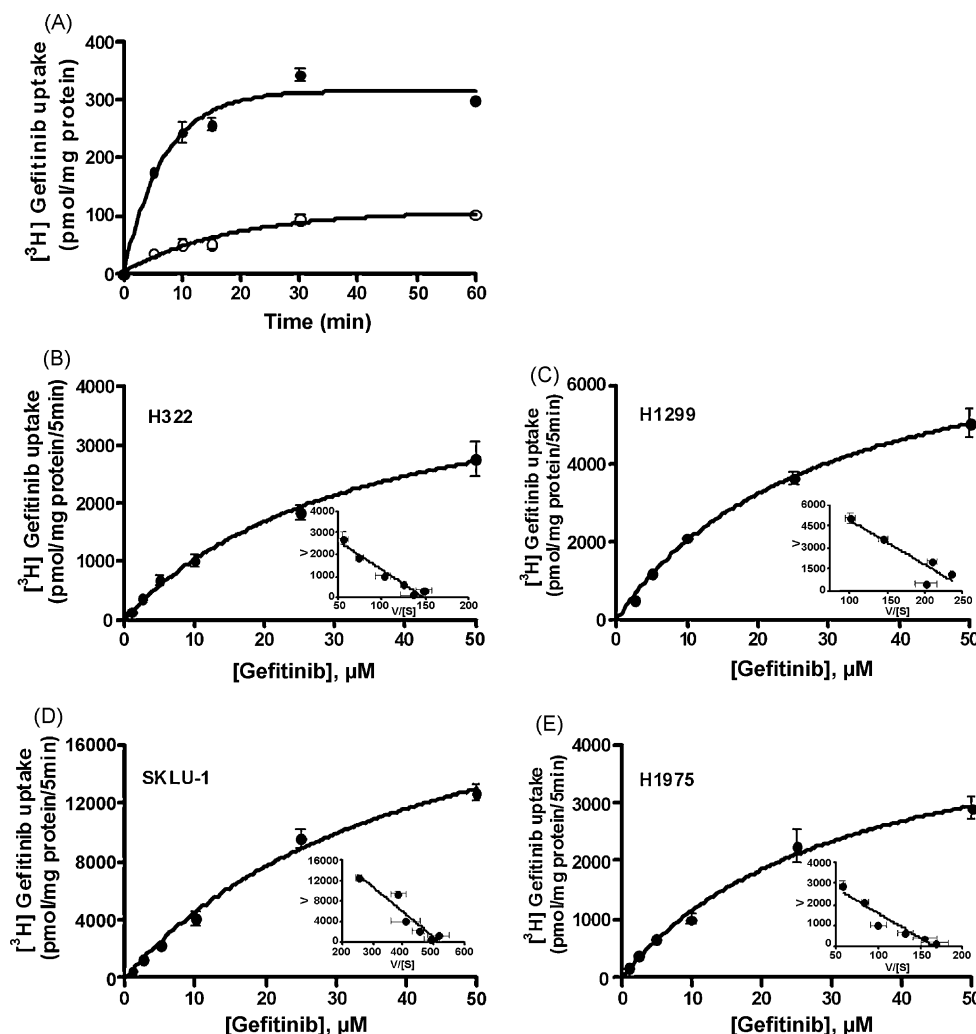 (A)
[³H] Gefitinib uptake
(pmol/mg protein)
400
300
200
100
0
0 10 20 30 40 50 60
Time (min)
(B)
[³H] Gefitinib uptake
(pmol/mg protein/5min)
H322
4000
3000
2000
1000
0
0 10 20 30 40 50
[Gefitinib], µM
V
4000
3000
2000
1000
0
50 100 150 200
V/[S]
(C)
[³H] Gefitinib uptake
(pmol/mg protein/5min)
H1299
6000
4000
2000
0
0 10 20 30 40 50
[Gefitinib], µM
V
6000
4500
3000
1500
0
100 150 200 250
V/[S]
(D)
[³H] Gefitinib uptake
(pmol/mg protein/5min)
SKLU-1
16000
12000
8000
4000
0
0 10 20 30 40 50
[Gefitinib], µM
V
16000
12000
8000
4000
0
200 300 400 500 600
V/[S]
(E)
[³H] Gefitinib uptake
(pmol/mg protein/5min)
H1975
4000
3000
2000
1000
0
0 10 20 30 40 50
[Gefitinib], µM
V
4000
3000
2000
1000
0
50 100 150 200
V/[S]